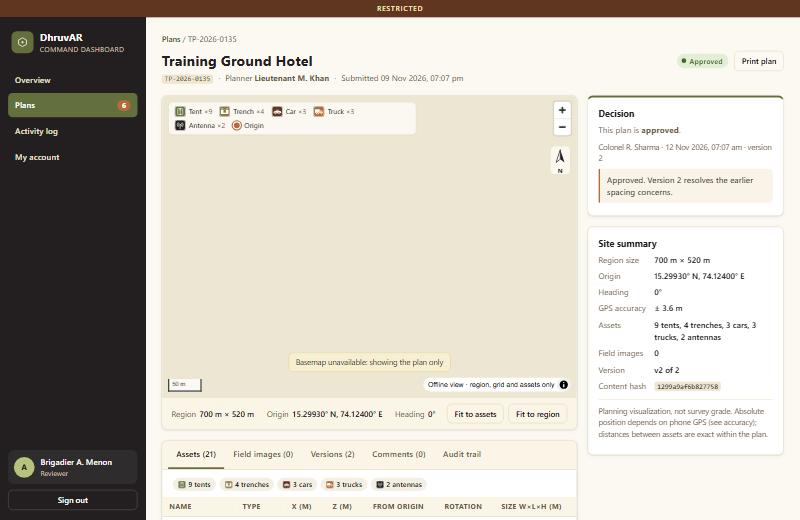 RESTRICTED
DhruvAR
COMMAND DASHBOARD
Overview
Plans 6
Activity log
My account
A Brigadier A. Menon
Reviewer
Sign out
Plans / TP-2026-0135
Training Ground Hotel
TP-2026-0135 · Planner Lieutenant M. Khan · Submitted 09 Nov 2026, 07:07 pm
Approved
Print plan
Tent ×9 Trench ×4 Car ×3 Truck ×3
Antenna ×2 Origin
+
−
N
Basemap unavailable: showing the plan only
50 m
Offline view · region, grid and assets only
Region 700 m × 520 m Origin 15.29930° N, 74.12400° E Heading 0° Fit to assets Fit to region
Assets (21) Field images (0) Versions (2) Comments (0) Audit trail
9 tents 4 trenches 3 cars 3 trucks 2 antennas
NAME TYPE X (M) Z (M) FROM ORIGIN ROTATION SIZE W×L×H (M)
Decision
This plan is approved.
Colonel R. Sharma · 12 Nov 2026, 07:07 am · version
2
Approved. Version 2 resolves the earlier
spacing concerns.
Site summary
Region size 700 m × 520 m
Origin 15.29930° N, 74.12400° E
Heading 0°
GPS accuracy ± 3.6 m
Assets 9 tents, 4 trenches, 3 cars, 3
trucks, 2 antennas
Field images 0
Version v2 of 2
Content hash 1299a9af6b827758
Planning visualization, not survey grade. Absolute
position depends on phone GPS (see accuracy);
distances between assets are exact within the plan.